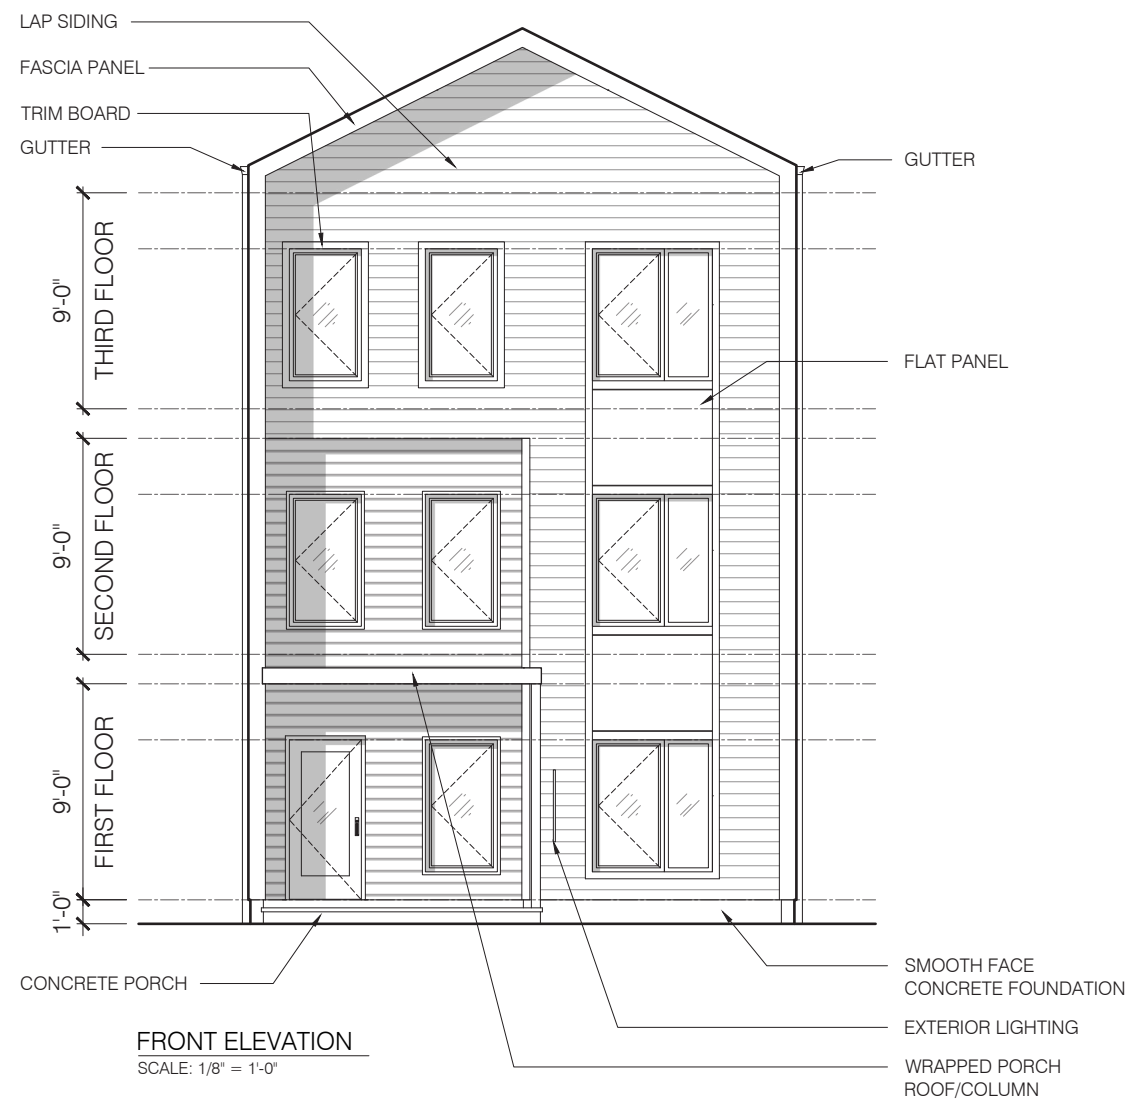 LAP SIDING
FASCIA PANEL
TRIM BOARD
GUTTER
GUTTER
9'-0"
THIRD FLOOR
FLAT PANEL
9'-0"
SECOND FLOOR
9'-0"
FIRST FLOOR
1'-0"
CONCRETE PORCH
SMOOTH FACE
CONCRETE FOUNDATION
EXTERIOR LIGHTING
WRAPPED PORCH
ROOF/COLUMN
FRONT ELEVATION
SCALE: 1/8" = 1'-0"